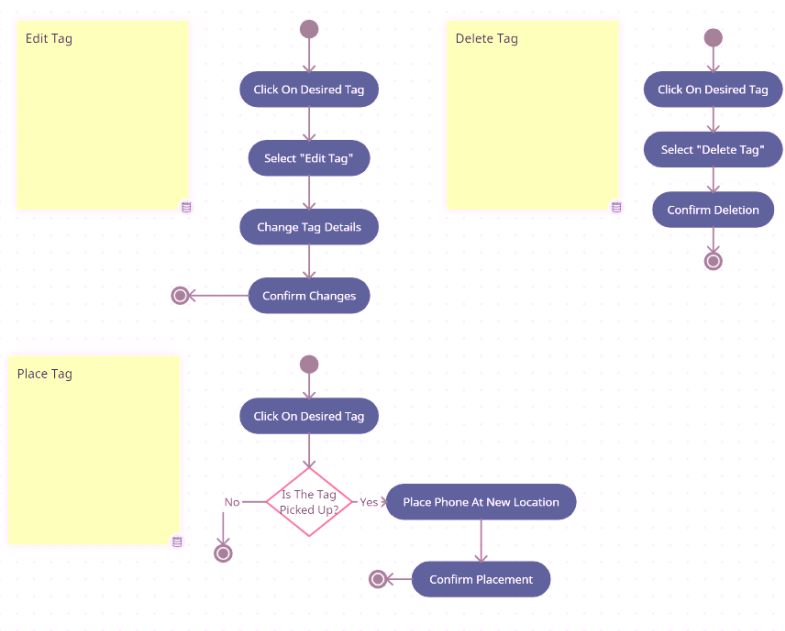 Edit Tag
Click On Desired Tag
Select "Edit Tag"
Change Tag Details
Confirm Changes
Delete Tag
Click On Desired Tag
Select "Delete Tag"
Confirm Deletion
Place Tag
Click On Desired Tag
Is The Tag
Picked Up?
No
Yes
Place Phone At New Location
Confirm Placement